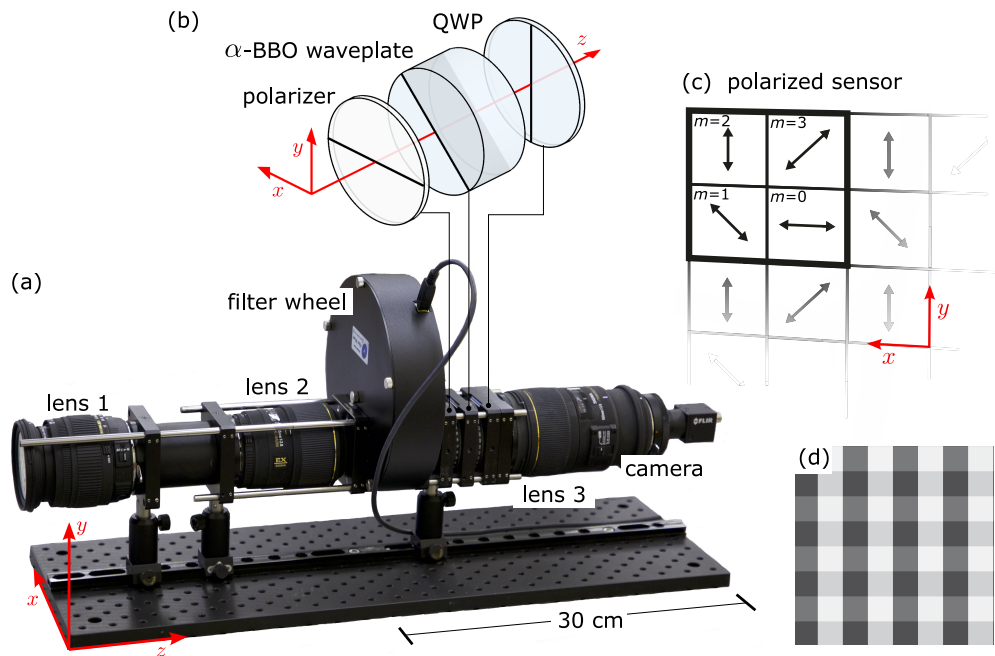 (b)
QWP
α-BBO waveplate
z
polarizer
y
x
(c) polarized sensor
m=2
m=3
m=1
m=0
y
x
(a)
filter wheel
lens 1
lens 2
EX
FLIR
camera
lens 3
(d)
y
x
z
30 cm